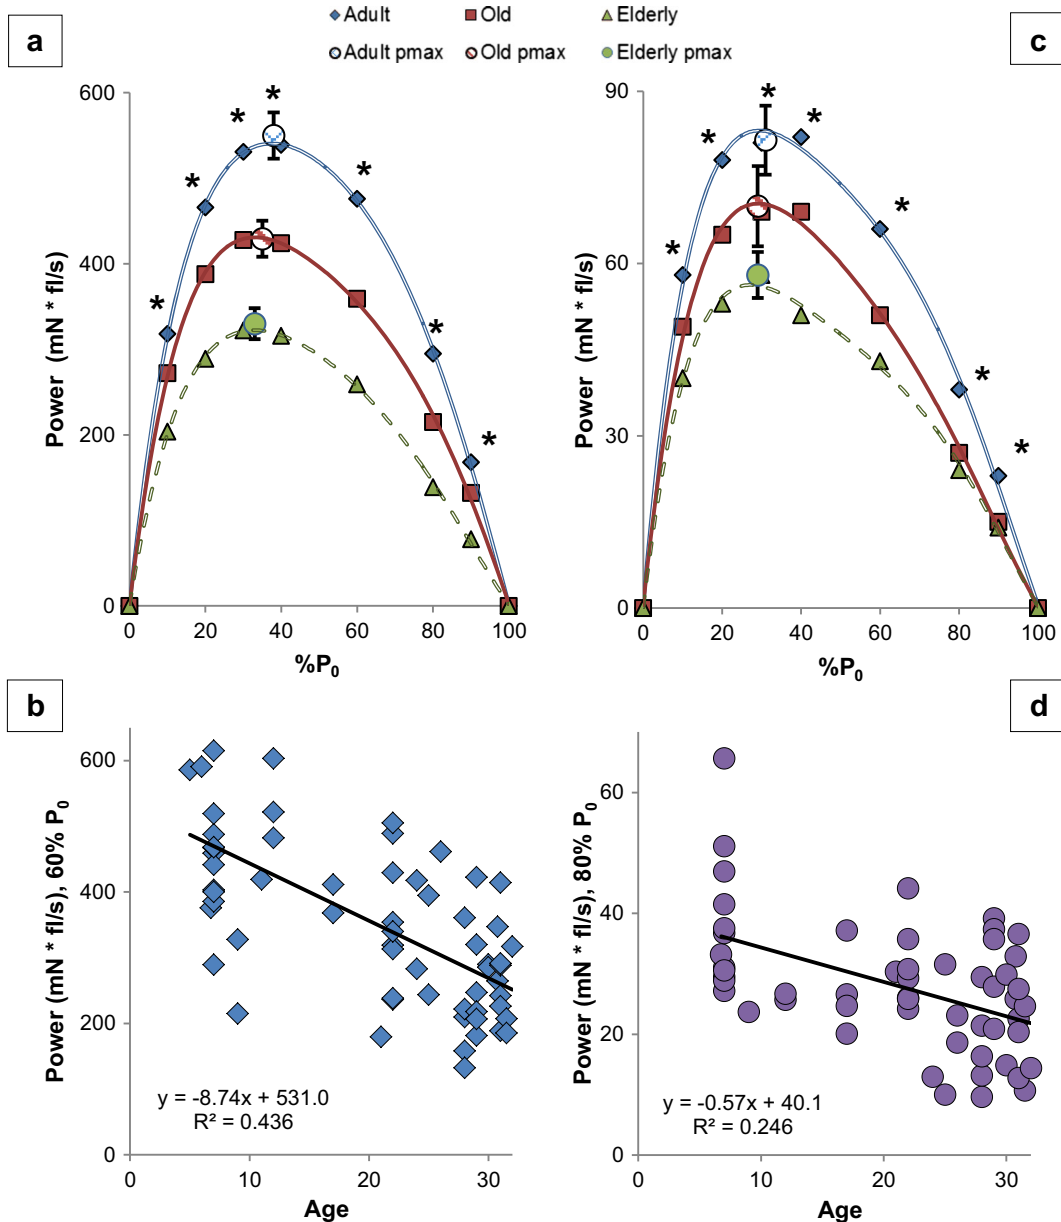 Adult Old Elderly
Adult pmax Old pmax Elderly pmax
a
600
400
200
0
Power (mN * fl/s)
* * * * * * * *
0 20 40 60 80 100
%P₀
c
90
60
30
0
Power (mN * fl/s)
* * * * * * * *
0 20 40 60 80 100
%P₀
b
600
400
200
0
Power (mN * fl/s), 60% P₀
y = -8.74x + 531.0
R² = 0.436
0 10 20 30
Age
d
60
40
20
0
Power (mN * fl/s), 80% P₀
y = -0.57x + 40.1
R² = 0.246
0 10 20 30
Age